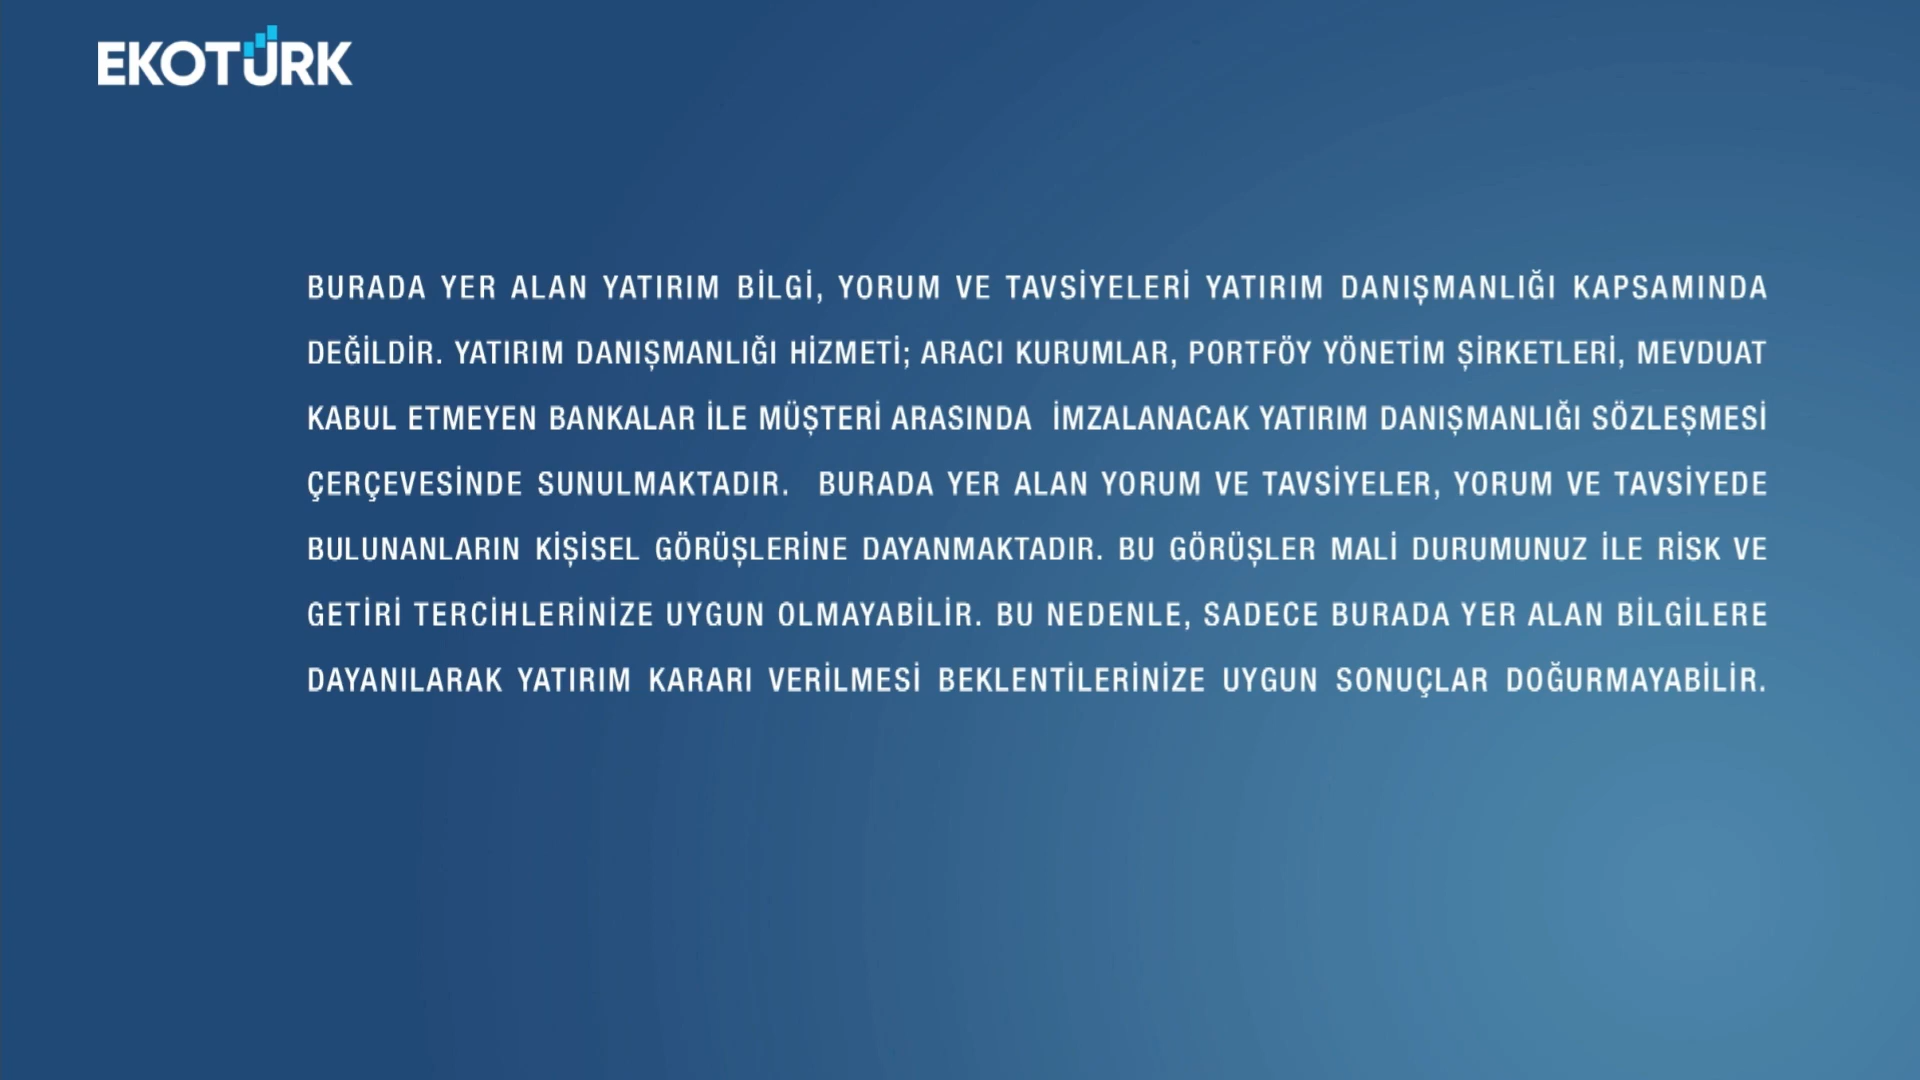 EKOTÜRK
BURADA YER ALAN YATIRIM BİLGİ, YORUM VE TAVSİYELERİ YATIRIM DANIŞMANLIĞI KAPSAMINDA
DEĞİLDİR. YATIRIM DANIŞMANLIĞI HİZMETİ; ARACI KURUMLAR, PORTFÖY YÖNETİM ŞİRKETLERİ, MEVDUAT
KABUL ETMEYEN BANKALAR İLE MÜŞTERİ ARASINDA İMZALANACAK YATIRIM DANIŞMANLIĞI SÖZLEŞMESİ
ÇERÇEVESİNDE SUNULMAKTADIR. BURADA YER ALAN YORUM VE TAVSİYELER, YORUM VE TAVSİYEDE
BULUNANLARIN KİŞİSEL GÖRÜŞLERİNE DAYANMAKTADIR. BU GÖRÜŞLER MALİ DURUMUNUZ İLE RİSK VE
GETİRİ TERCİHLERİNİZE UYGUN OLMAYABİLİR. BU NEDENLE, SADECE BURADA YER ALAN BİLGİLERE
DAYANILARAK YATIRIM KARARI VERİLMESİ BEKLENTİLERİNİZE UYGUN SONUÇLAR DOĞURMAYABİLİR.